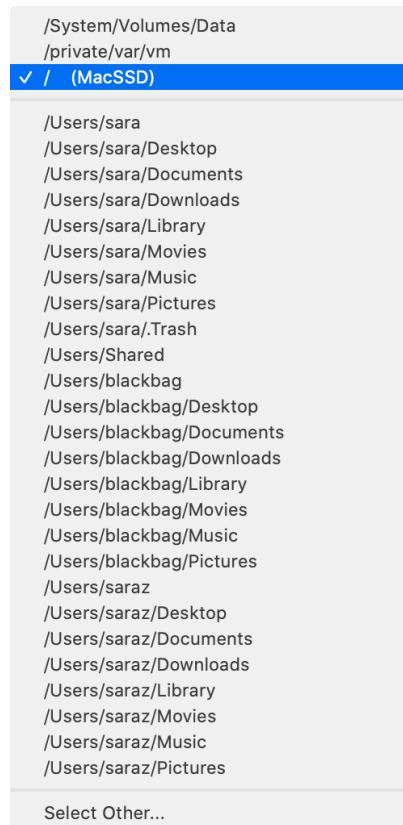 /System/Volumes/Data
/private/var/vm
✓ / (MacSSD)
/Users/sara
/Users/sara/Desktop
/Users/sara/Documents
/Users/sara/Downloads
/Users/sara/Library
/Users/sara/Movies
/Users/sara/Music
/Users/sara/Pictures
/Users/sara/.Trash
/Users/Shared
/Users/blackbag
/Users/blackbag/Desktop
/Users/blackbag/Documents
/Users/blackbag/Downloads
/Users/blackbag/Library
/Users/blackbag/Movies
/Users/blackbag/Music
/Users/blackbag/Pictures
/Users/saraz
/Users/saraz/Desktop
/Users/saraz/Documents
/Users/saraz/Downloads
/Users/saraz/Library
/Users/saraz/Movies
/Users/saraz/Music
/Users/saraz/Pictures
Select Other...